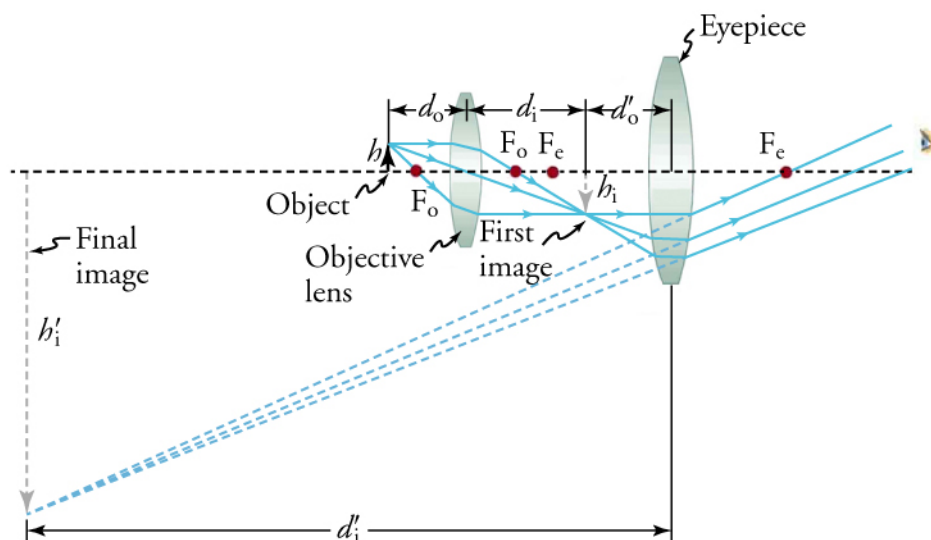 Eyepiece
dₒ
dᵢ
d′ₒ
h
Fₒ
Fₑ
Fₑ
Object
Fₒ
hᵢ
Final
image
Objective
lens
First
image
h′ᵢ
d′ᵢ